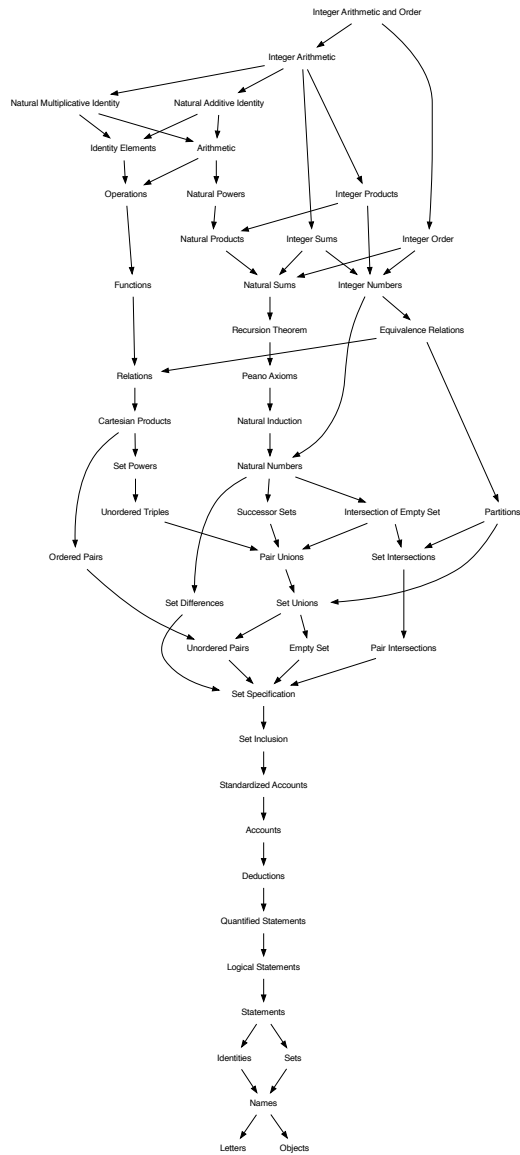 Integer Arithmetic and Order
Integer Arithmetic
Natural Multiplicative Identity
Natural Additive Identity
Identity Elements
Arithmetic
Operations
Natural Powers
Integer Products
Natural Products
Integer Sums
Integer Order
Functions
Natural Sums
Integer Numbers
Recursion Theorem
Equivalence Relations
Relations
Peano Axioms
Cartesian Products
Natural Induction
Set Powers
Natural Numbers
Unordered Triples
Successor Sets
Intersection of Empty Set
Partitions
Ordered Pairs
Pair Unions
Set Intersections
Set Differences
Set Unions
Unordered Pairs
Empty Set
Pair Intersections
Set Specification
Set Inclusion
Standardized Accounts
Accounts
Deductions
Quantified Statements
Logical Statements
Statements
Identities
Sets
Names
Letters
Objects